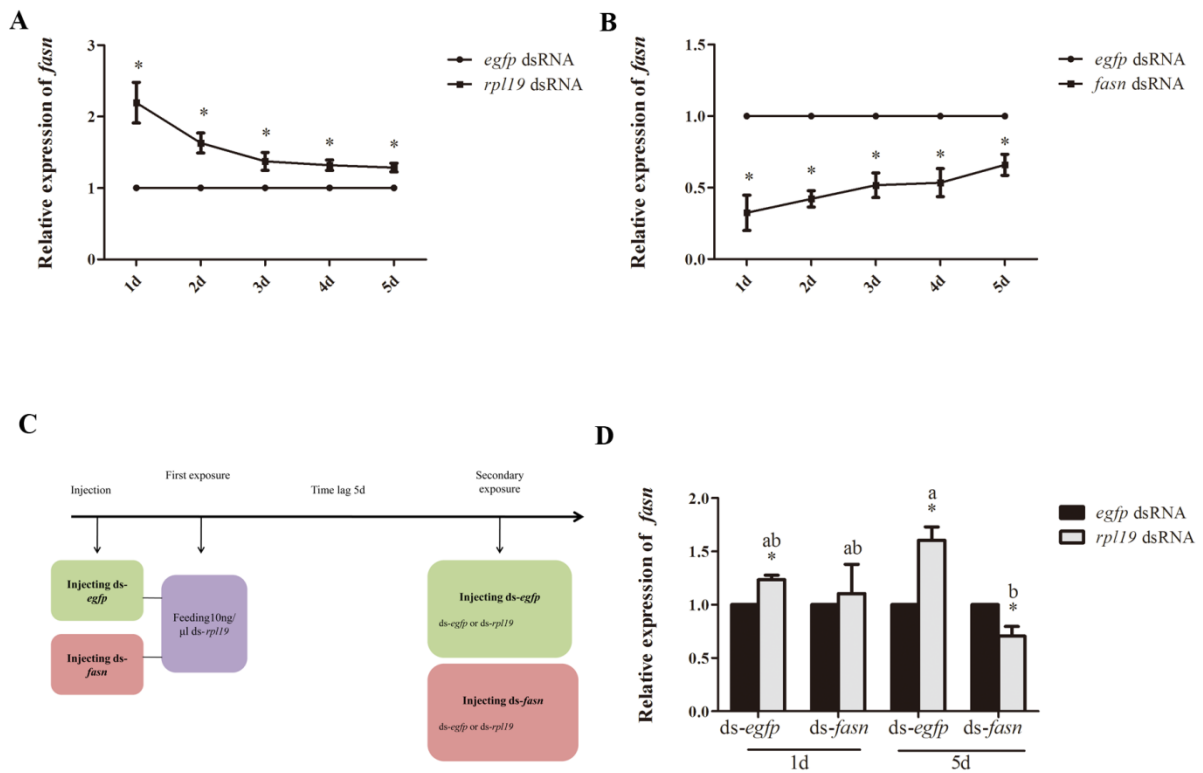 A
Relative expression of fasn
3
2
1
0
*
*
*
*
*
egfp dsRNA
rpl19 dsRNA
1d
2d
3d
4d
5d
B
Relative expression of fasn
1.5
1.0
0.5
0.0
*
*
*
*
*
egfp dsRNA
fasn dsRNA
1d
2d
3d
4d
5d
C
Injection
First exposure
Time lag 5d
Secondary
exposure
Injecting ds-
egfp
Injecting ds-
fasn
Feeding10ng/
µl ds-rpl19
Injecting ds-egfp
ds-egfp or ds-rpl19
Injecting ds-fasn
ds-egfp or ds-rpl19
D
Relative expression of fasn
2.0
1.5
1.0
0.5
0.0
ab
*
ab
a
*
b
*
egfp dsRNA
rpl19 dsRNA
ds-egfp
ds-fasn
ds-egfp
ds-fasn
1d
5d